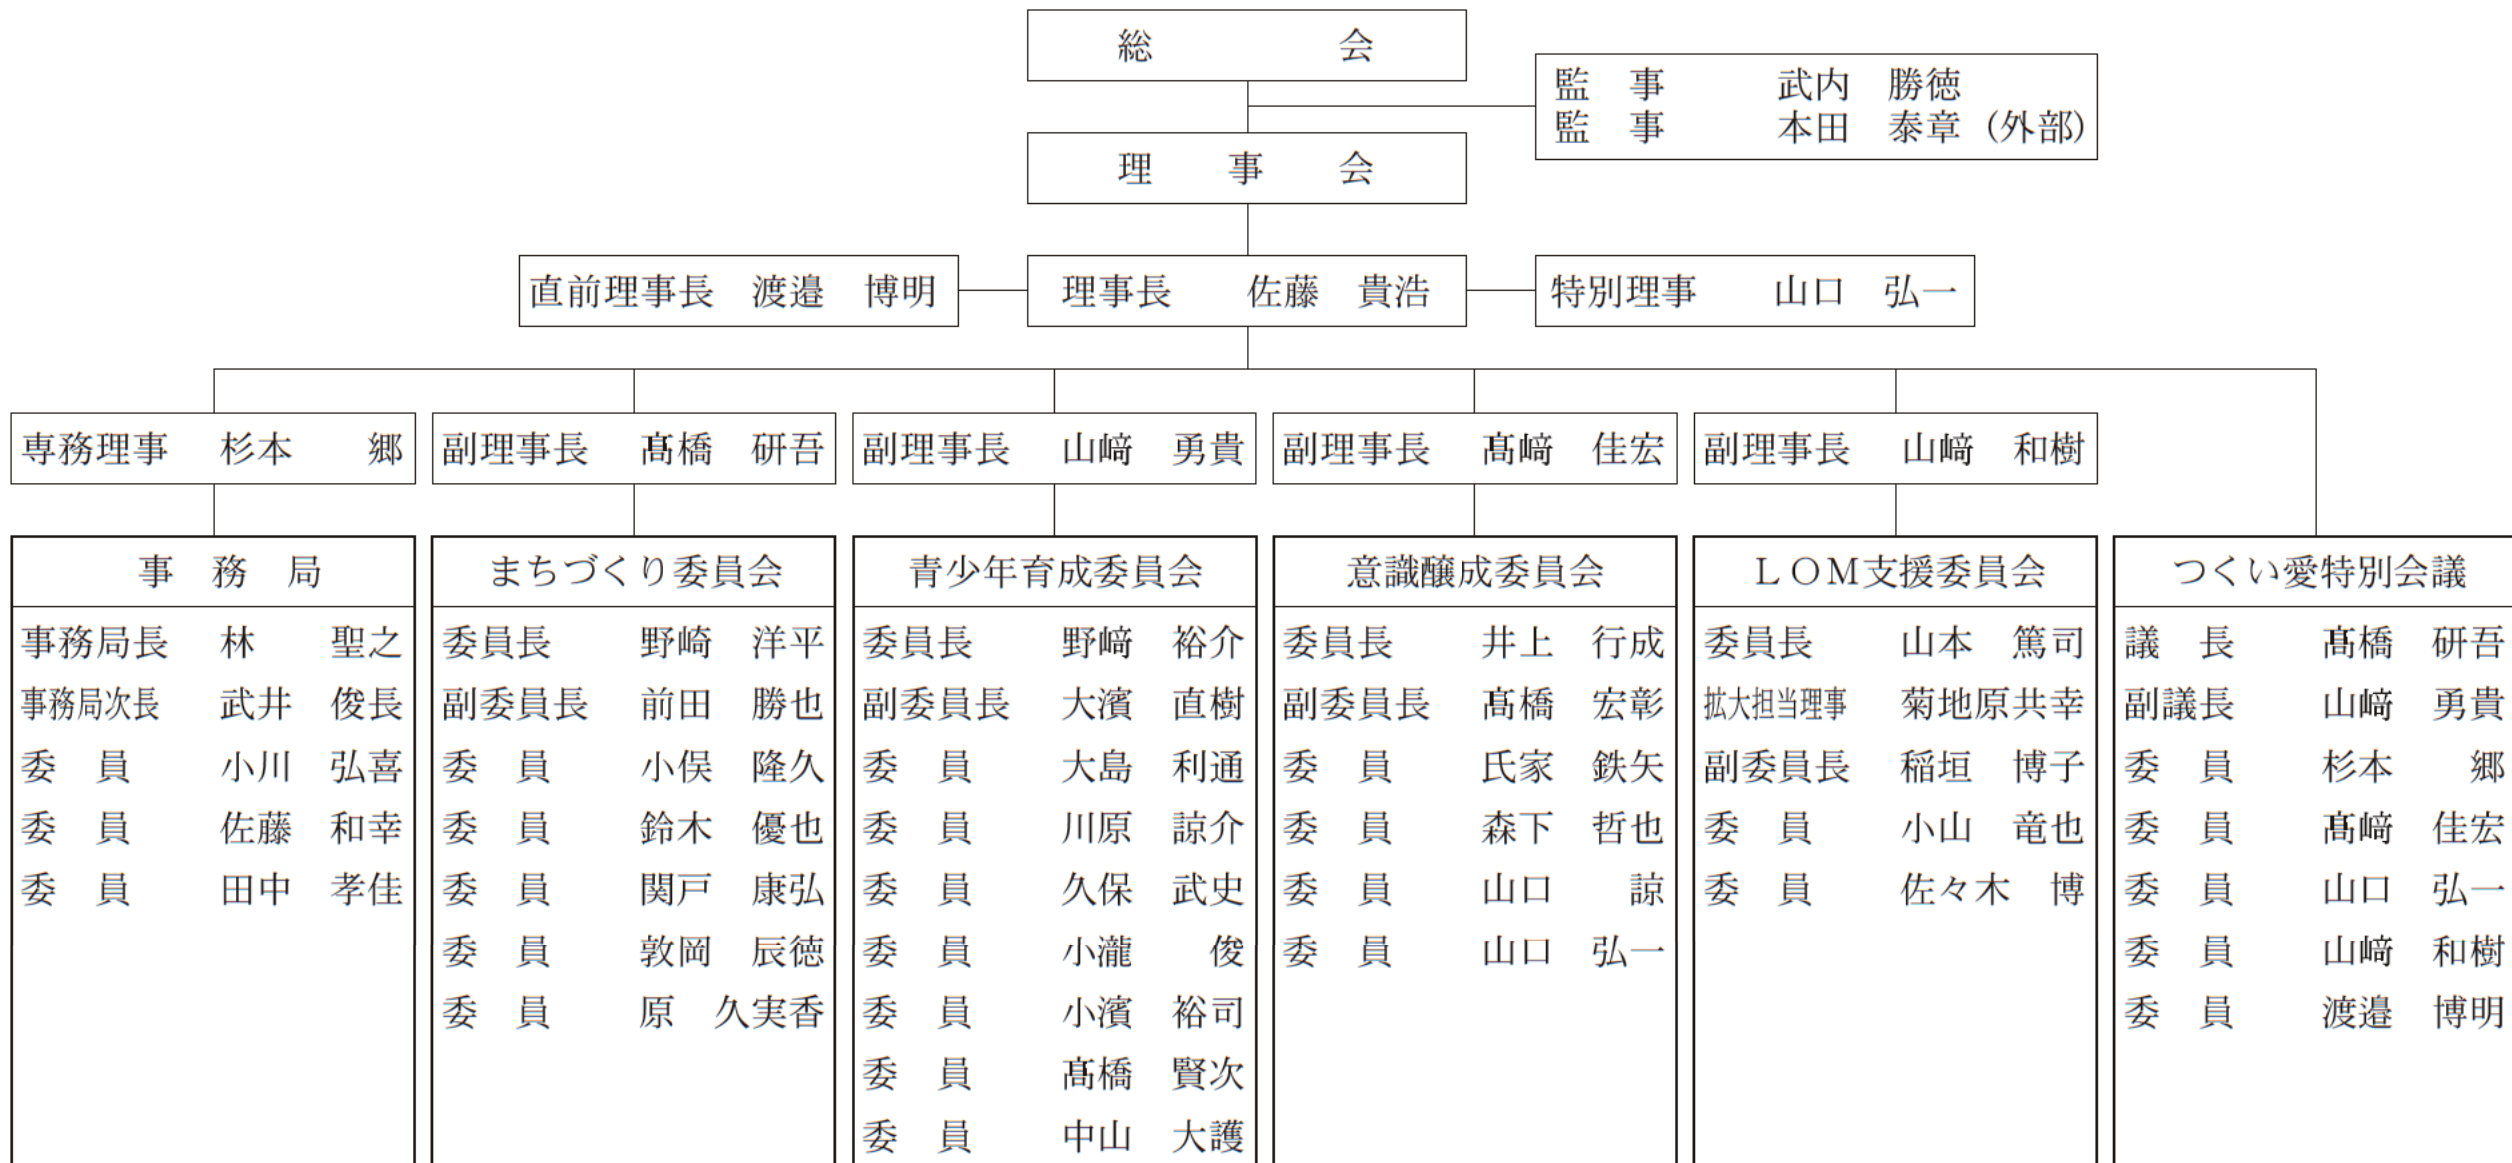 総会
監事 武内 勝徳
監事 本田 泰章 (外部)
理事会
直前理事長 渡邉 博明
理事長 佐藤 貴浩
特別理事 山口 弘一
専務理事 杉本 郷
副理事長 髙橋 研吾
副理事長 山﨑 勇貴
副理事長 髙﨑 佳宏
副理事長 山﨑 和樹
事務局
事務局長 林 聖之
事務局次長 武井 俊長
委員 小川 弘喜
委員 佐藤 和幸
委員 田中 孝佳
まちづくり委員会
委員長 野崎 洋平
副委員長 前田 勝也
委員 小俣 隆久
委員 鈴木 優也
委員 関戸 康弘
委員 敦岡 辰徳
委員 原 久実香
青少年育成委員会
委員長 野﨑 裕介
副委員長 大濱 直樹
委員 大島 利通
委員 川原 諒介
委員 久保 武史
委員 小瀧 俊
委員 小濱 裕司
委員 髙橋 賢次
委員 中山 大護
意識醸成委員会
委員長 井上 行成
副委員長 髙橋 宏彰
委員 氏家 鉄矢
委員 森下 哲也
委員 山口 諒
委員 山口 弘一
ＬＯＭ支援委員会
委員長 山本 篤司
拡大担当理事 菊地原共幸
副委員長 稲垣 博子
委員 小山 竜也
委員 佐々木 博
つくい愛特別会議
議長 髙橋 研吾
副議長 山﨑 勇貴
委員 杉本 郷
委員 髙﨑 佳宏
委員 山口 弘一
委員 山﨑 和樹
委員 渡邉 博明